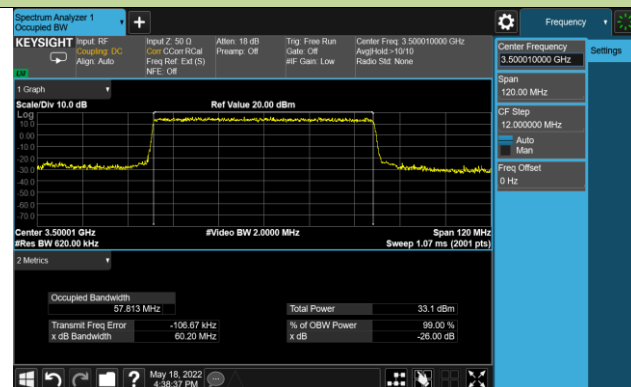 Spectrum Analyzer 1
Occupied BW
Frequency
KEYSIGHT
Input: RF
Coupling: DC
Align: Auto
Input Z: 50 Ω
Corr CCorr RCal
Freq Ref: Ext (S)
NFE: Off
Atten: 18 dB
Preamp: Off
Trig: Free Run
Gate: Off
#IF Gain: Low
Center Freq: 3.500010000 GHz
Avg|Hold:>10/10
Radio Std: None
Center Frequency
3.500010000 GHz
Settings
Span
120.00 MHz
CF Step
12.000000 MHz
Auto
Man
Freq Offset
0 Hz
1 Graph
Scale/Div 10.0 dB
Ref Value 20.00 dBm
Log
10.0
0.00
-10.0
-20.0
-30.0
-40.0
-50.0
-60.0
-70.0
Center 3.50001 GHz
#Video BW 2.0000 MHz
Span 120 MHz
#Res BW 620.00 kHz
Sweep 1.07 ms (2001 pts)
2 Metrics
Occupied Bandwidth
57.813 MHz
Total Power
33.1 dBm
Transmit Freq Error
-106.67 kHz
% of OBW Power
99.00 %
x dB Bandwidth
60.20 MHz
x dB
-26.00 dB
May 18, 2022
4:38:37 PM